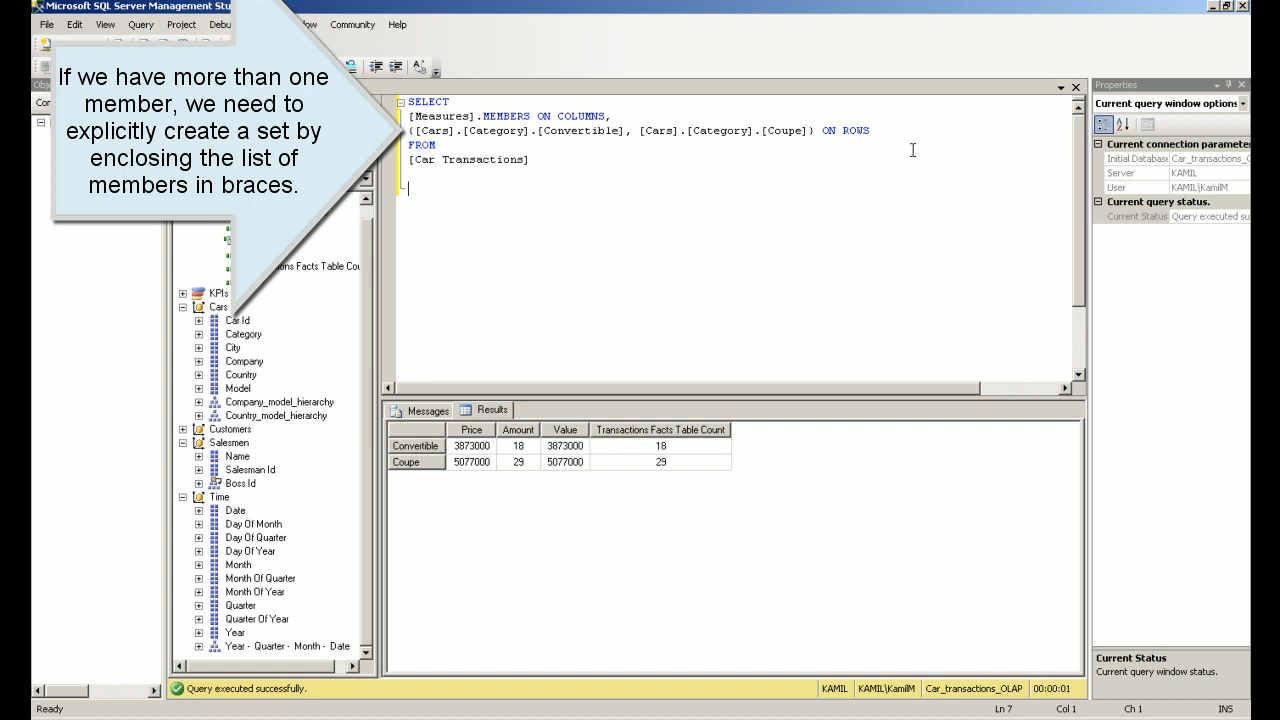 Microsoft SQL Server Management Stu
File Edit View Query Project Debu Community Help
If we have more than one
member, we need to
explicitly create a set by
enclosing the list of
members in braces.
SELECT
[Measures].MEMBERS ON COLUMNS,
{[Cars].[Category].[Convertible], [Cars].[Category].[Coupe]} ON ROWS
FROM
[Car Transactions]
ions Facts Table Cou
KPIs
Cars
Car Id
Category
City
Company
Country
Model
Company_model_hierarchy
Country_model_hierarchy
Customers
Salesmen
Name
Salesman Id
Boss Id
Time
Date
Day Of Month
Day Of Quarter
Day Of Year
Month
Month Of Quarter
Month Of Year
Quarter
Quarter Of Year
Year
Year - Quarter - Month - Date
Messages Results
Price Amount Value Transactions Facts Table Count
Convertible 3873000 18 3873000 18
Coupe 5077000 29 5077000 29
Properties
Current query window options
Current connection parameter
Initial Database Car_transactions_O
Server KAMIL
User KAMIL\KamilM
Current query status.
Current Status Query executed su
Current Status
Current query window status.
Query executed successfully. KAMIL KAMIL\KamilM Car_transactions_OLAP 00:00:01
Ready Ln 7 Col 1 Ch 1 INS